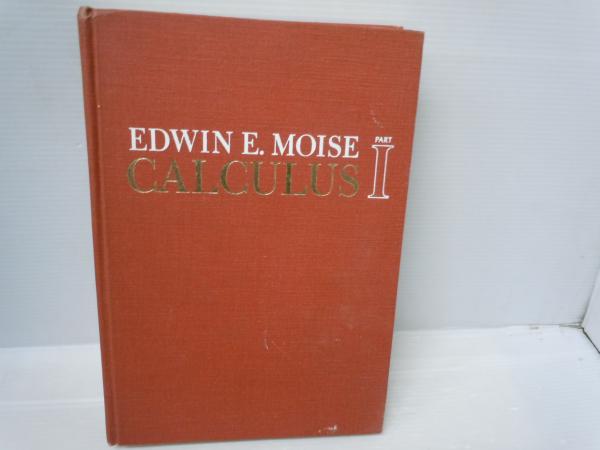 EDWIN E. MOISE
CALCULUS
PART
I